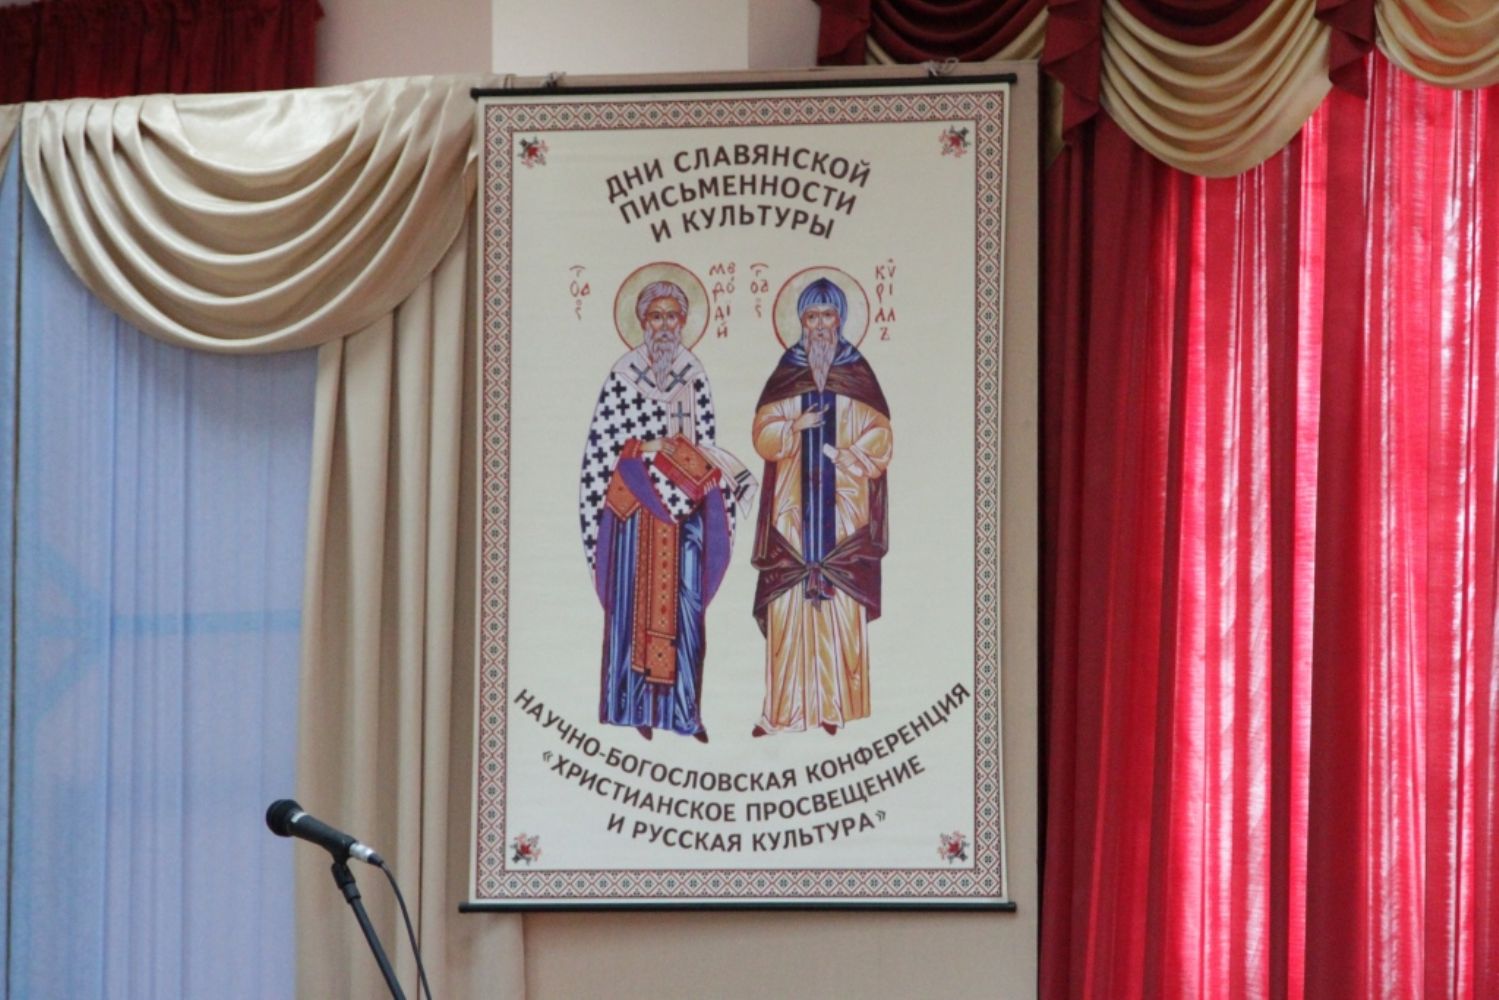 ДНИ СЛАВЯНСКОЙ
ПИСЬМЕННОСТИ
И КУЛЬТУРЫ
НАУЧНО-БОГОСЛОВСКАЯ КОНФЕРЕНЦИЯ
«ХРИСТИАНСКОЕ ПРОСВЕЩЕНИЕ
И РУССКАЯ КУЛЬТУРА»